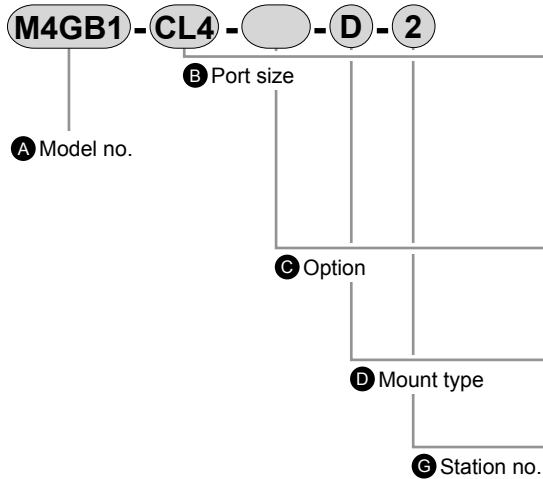 M4GB1-CL4- -D-2
B Port size
A Model no.
C Option
D Mount type
G Station no.